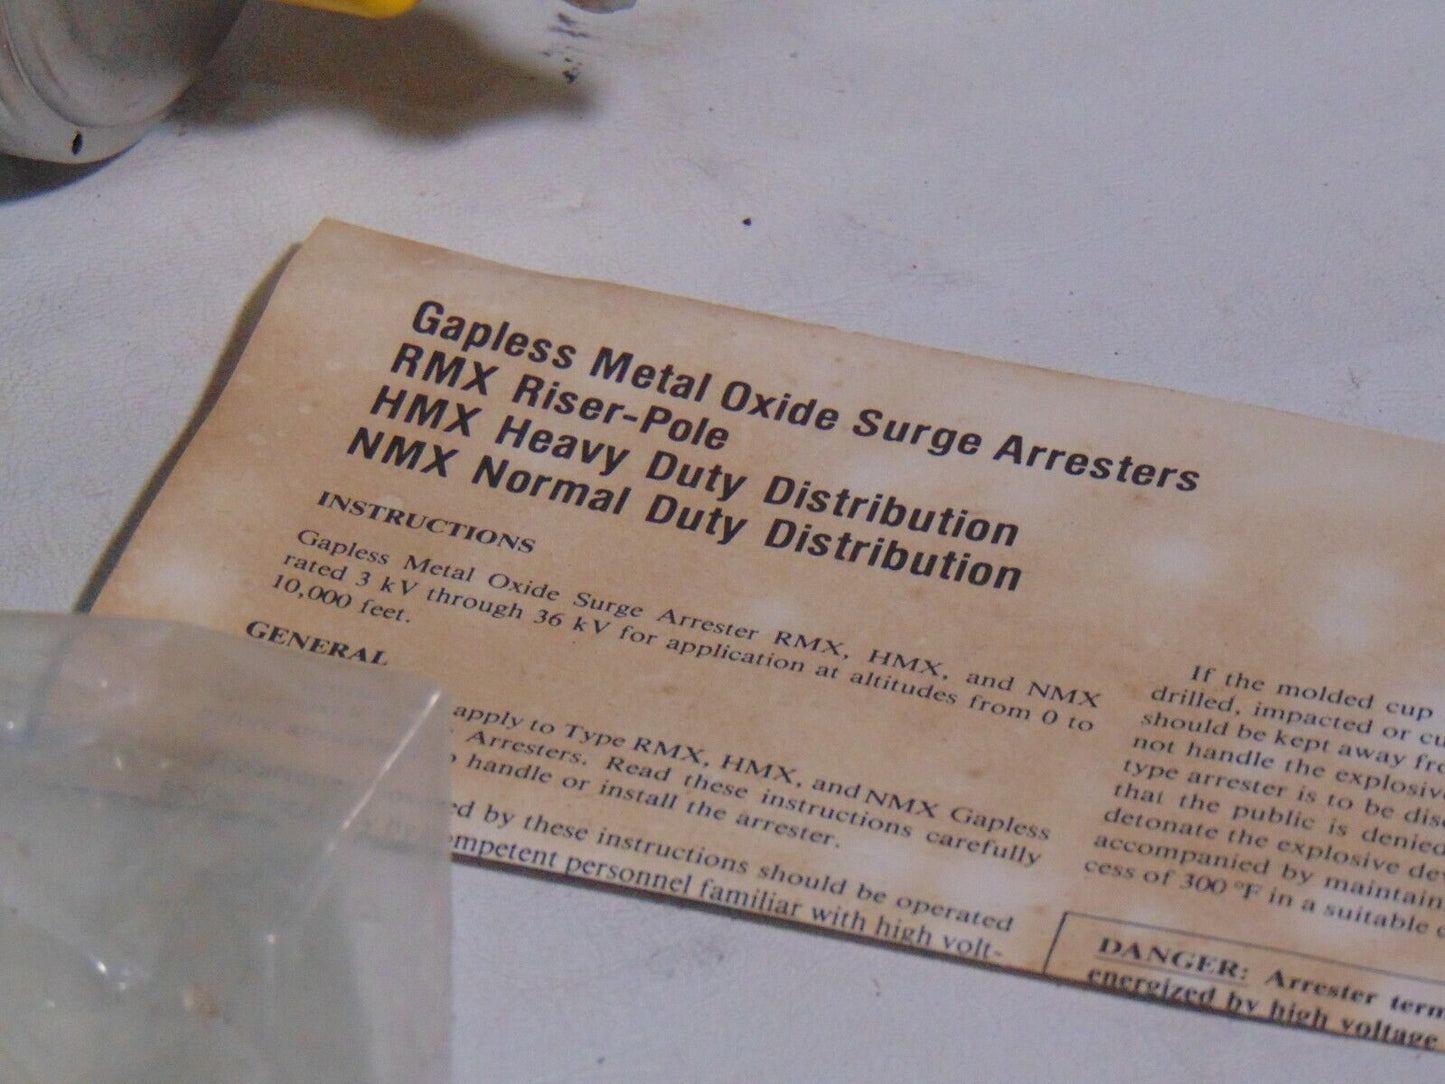 Gapless Metal Oxide Surge Arresters
RMX Riser-Pole
HMX Heavy Duty Distribution
NMX Normal Duty Distribution
INSTRUCTIONS
Gapless Metal Oxide Surge Arrester RMX, HMX, and NMX
rated 3 kV through 36 kV for application at altitudes from 0 to
10,000 feet.
GENERAL
apply to Type RMX, HMX, and NMX Gapless
Arresters. Read these instructions carefully
handle or install the arrester.
ed by these instructions should be operated
mpetent personnel familiar with high volt-
If the molded cup
drilled, impacted or cu
should be kept away fro
not handle the explosiv
type arrester is to be dis
that the public is denied
detonate the explosive dev
accompanied by maintain
cess of 300 °F in a suitable
DANGER: Arrester term
energized by high voltage